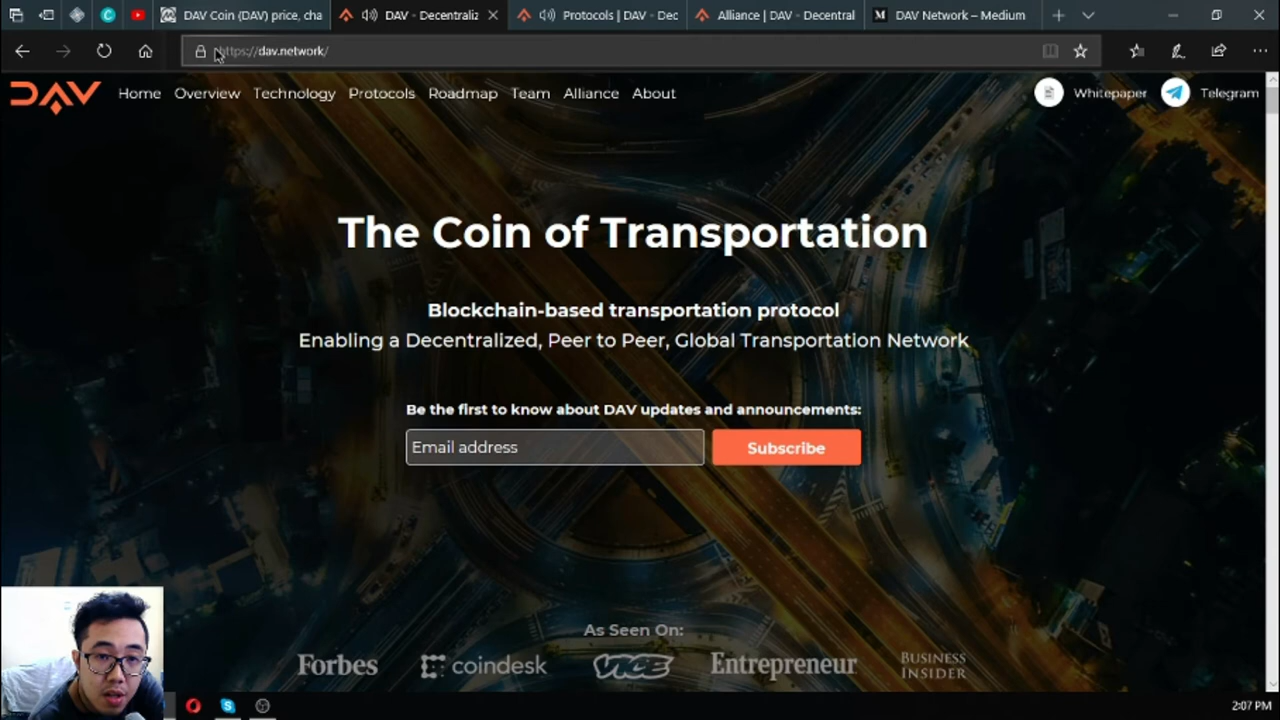 DAV Coin (DAV) price, cha
DAV - Decentraliz
Protocols | DAV - Dec
Alliance | DAV - Decentral
M DAV Network – Medium
https://dav.network/
DAV Home Overview Technology Protocols Roadmap Team Alliance About Whitepaper Telegram
The Coin of Transportation
Blockchain-based transportation protocol
Enabling a Decentralized, Peer to Peer, Global Transportation Network
Be the first to know about DAV updates and announcements:
Email address Subscribe
As Seen On:
Forbes coindesk VICE Entrepreneur BUSINESS
INSIDER
2:07 PM